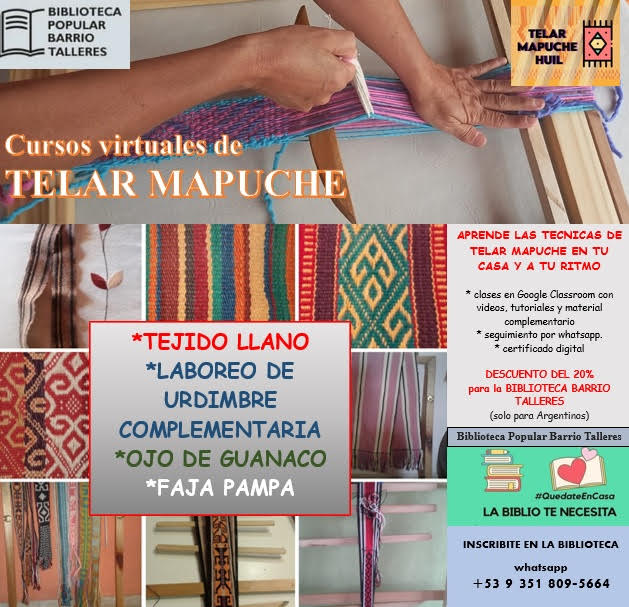 BIBLIOTECA
POPULAR
BARRIO
TALLERES
TELAR
MAPUCHE
HUIL
Cursos virtuales de
TELAR MAPUCHE
APRENDE LAS TECNICAS DE
TELAR MAPUCHE EN TU
CASA Y A TU RITMO
* clases en Google Classroom con
videos, tutoriales y material
complementario
* seguimiento por whatsapp.
* certificado digital
DESCUENTO DEL 20%
para la BIBLIOTECA BARRIO
TALLERES
(solo para Argentinos)
*TEJIDO LLANO
*LABOREO DE
URDIMBRE
COMPLEMENTARIA
*OJO DE GUANACO
*FAJA PAMPA
Biblioteca Popular Barrio Talleres
#QuedateEnCasa
LA BIBLIO TE NECESITA
INSCRIBITE EN LA BIBLIOTECA
whatsapp
+53 9 351 809-5664